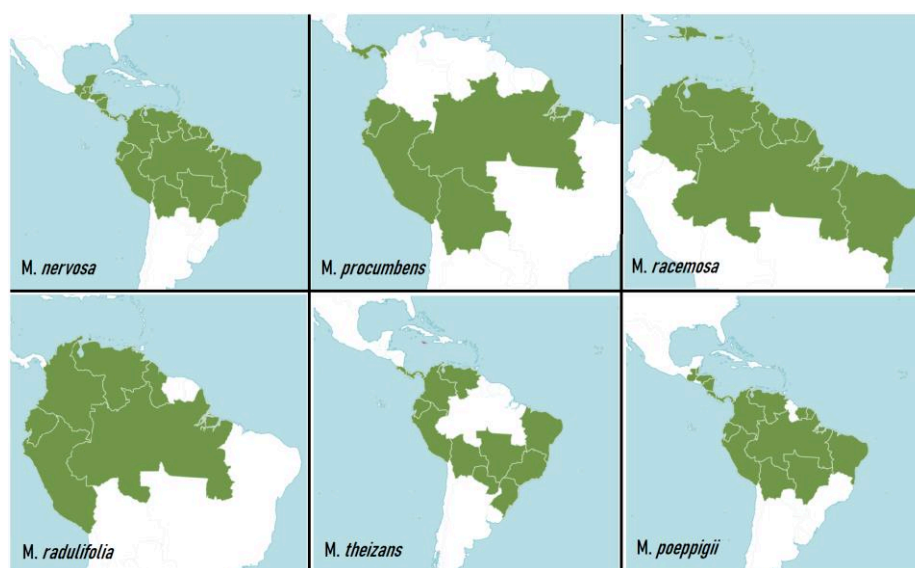 M. nervosa
M. procumbens
M. racemosa
M. radulifolia
M. theizans
M. poeppigii